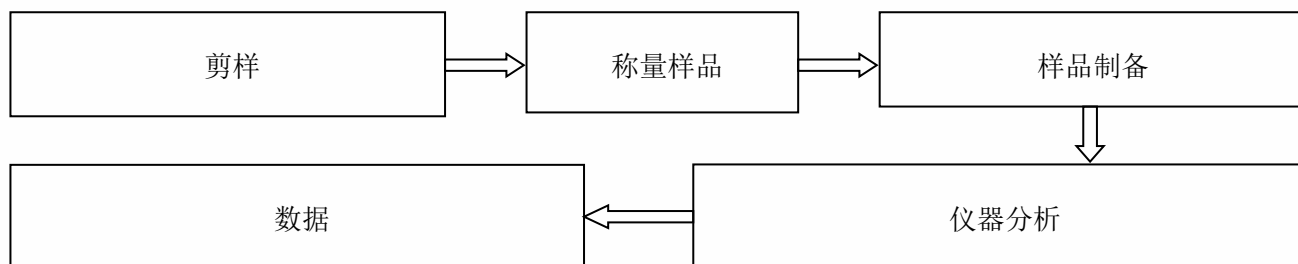 剪样
称量样品
样品制备
仪器分析
数据